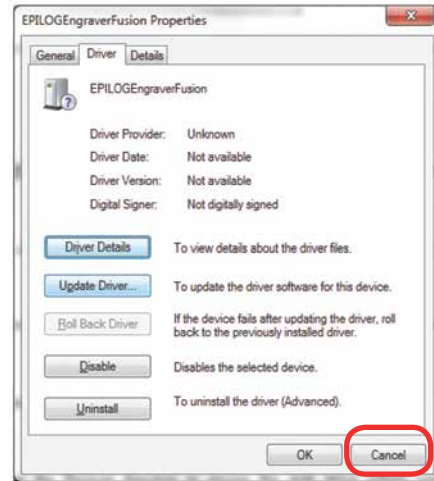 EPILOGEngraverFusion Properties
General Driver Details
EPILOGEngraverFusion
Driver Provider: Unknown
Driver Date: Not available
Driver Version: Not available
Digital Signer: Not digitally signed
Driver Details To view details about the driver files.
Update Driver... To update the driver software for this device.
Roll Back Driver If the device fails after updating the driver, roll
back to the previously installed driver.
Disable Disables the selected device.
Uninstall To uninstall the driver (Advanced).
OK Cancel